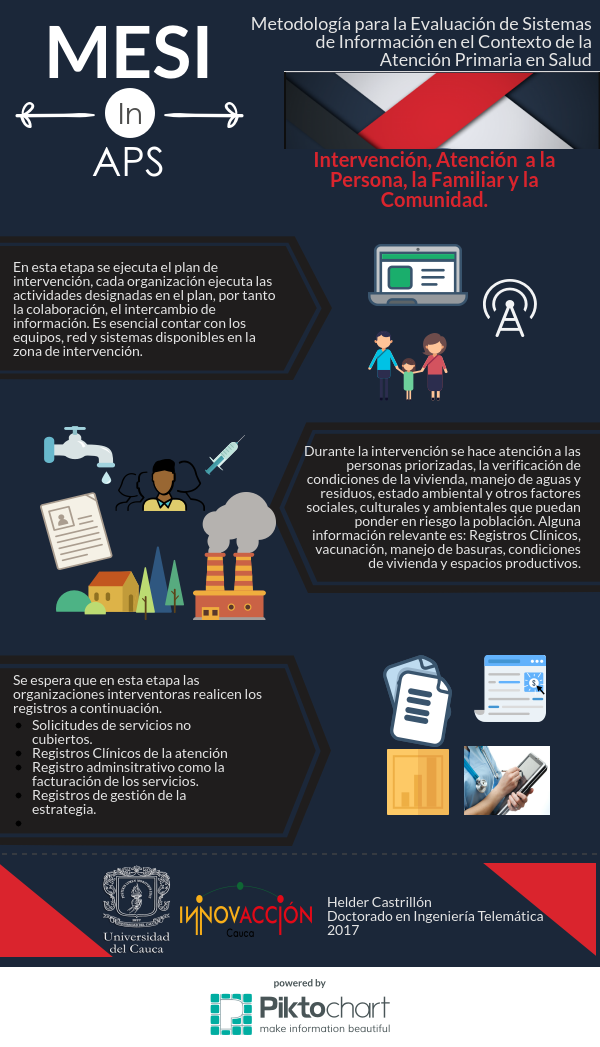 MESI
In
APS
Metodología para la Evaluación de Sistemas
de Información en el Contexto de la
Atención Primaria en Salud
Intervención, Atención a la
Persona, la Familiar y la
Comunidad.
En esta etapa se ejecuta el plan de
intervención, cada organización ejecuta las
actividades designadas en el plan, por tanto
la colaboración, el intercambio de
información. Es esencial contar con los
equipos, red y sistemas disponibles en la
zona de intervención.
Durante la intervención se hace atención a las
personas priorizadas, la verificación de
condiciones de la vivienda, manejo de aguas y
residuos, estado ambiental y otros factores
sociales, culturales y ambientales que puedan
ponder en riesgo la población. Alguna
información relevante es: Registros Clínicos,
vacunación, manejo de basuras, condiciones
de vivienda y espacios productivos.
Se espera que en esta etapa las
organizaciones interventoras realicen los
registros a continuación.
• Solicitudes de servicios no
cubiertos.
• Registros Clínicos de la atención
• Registro adminsitrativo como la
facturación de los servicios.
• Registros de gestión de la
estrategia.
•
$
Universidad
del Cauca
INNOVACCIÓN
Cauca
Helder Castrillón
Doctorado en Ingeniería Telemática
2017
powered by
Piktochart
make information beautiful